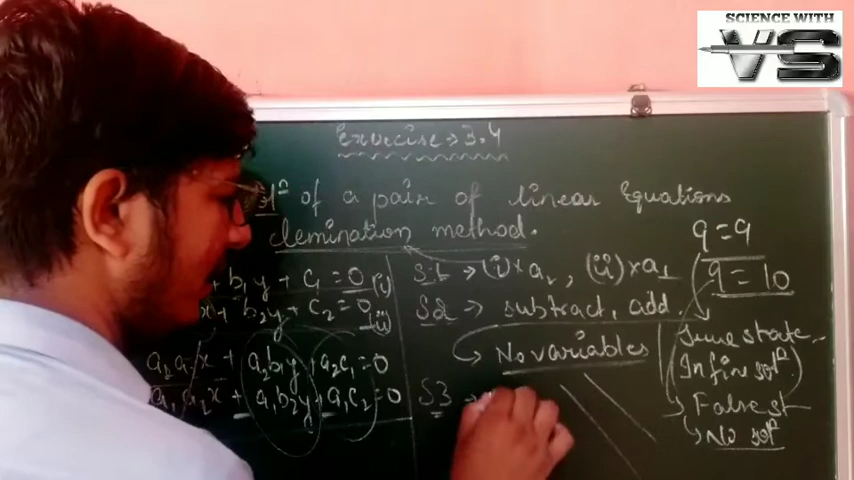 SCIENCE WITH
VS
Exercise → 3.4
of a pair of linear Equations
elemination method.
9 = 9
9 = 10
+ b₁y + c₁ = 0 (i)
x + b₂y + c₂ = 0 (ii)
a₂a₁x + a₂b₁y + a₂c₁ = 0
a₁a₂x + a₁b₂y + a₁c₂ = 0
S1 → (i)×a₂, (ii)×a₁
S2 → subtract, add.
→ No variables
S3 →
State
Infin solⁿ
→ False st
→ No solⁿ